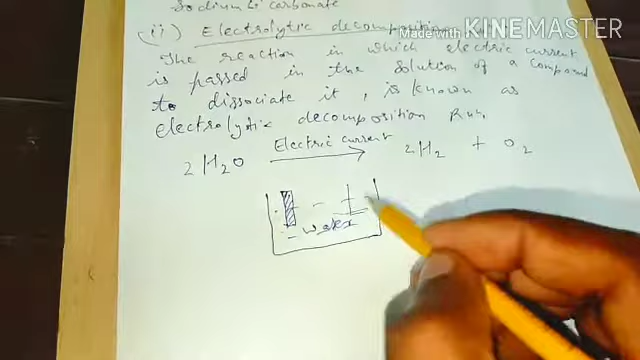 Sodium bicarbonate
(ii) Electrolytic decomposition
Made with KINEMASTER
The reaction in which electric current
is passed in the solution of a compound
to dissociate it, is known as
electrolytic decomposition Rxn.
Electric current
2H₂O → 2H₂ + O₂
water